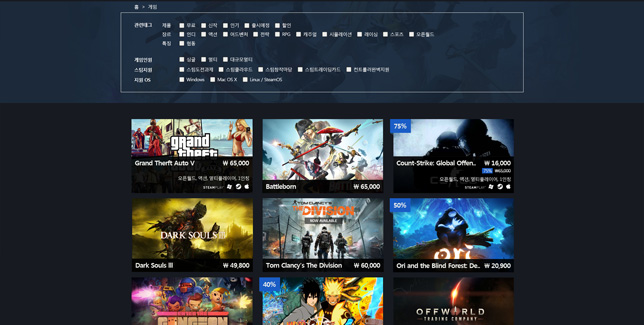 홈 > 게임
관련태그 제품 무료 신작 인기 출시예정 할인
장르 인디 액션 어드벤처 전략 RPG 캐주얼 시뮬레이션 레이싱 스포츠 오픈월드
특징 협동
게임인원 싱글 멀티 대규모멀티
스팀지원 스팀도전과제 스팀클라우드 스팀창작마당 스팀트레이딩카드 컨트롤러완벽지원
지원 OS Windows Mac OS X Linux / SteamOS
grand
theft
Grand Theft Auto V ₩ 65,000
오픈월드, 액션, 멀티플레이어, 1인칭
STEAMPLAY
Battleborn ₩ 65,000
75%
Count-Strike: Global Offen.. ₩ 16,000
75% ₩65,000
오픈월드, 액션, 멀티플레이어, 1인칭
STEAMPLAY
DARK SOULS III
Dark Souls III ₩ 49,800
TOM CLANCY'S
THE DIVISION
NOW AVAILABLE
Tom Clancy's The Division ₩ 60,000
50%
Ori and the Blind Forest: De.. ₩ 20,900
GUNGEON
40%
OFFWORLD
TRADING COMPANY